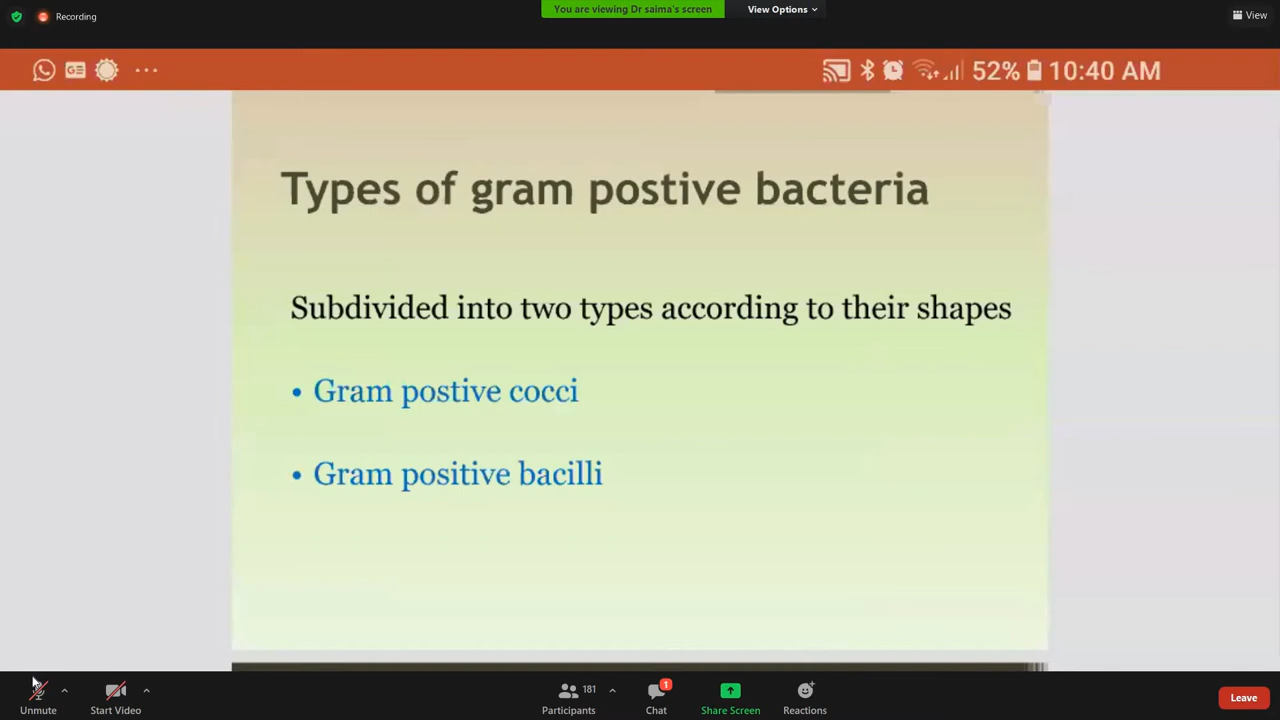 Recording
You are viewing Dr saima's screen
View Options
View
GE
52%
10:40 AM
Types of gram postive bacteria
Subdivided into two types according to their shapes
• Gram postive cocci
• Gram positive bacilli
Unmute
Start Video
181
Participants
1
Chat
Share Screen
Reactions
Leave